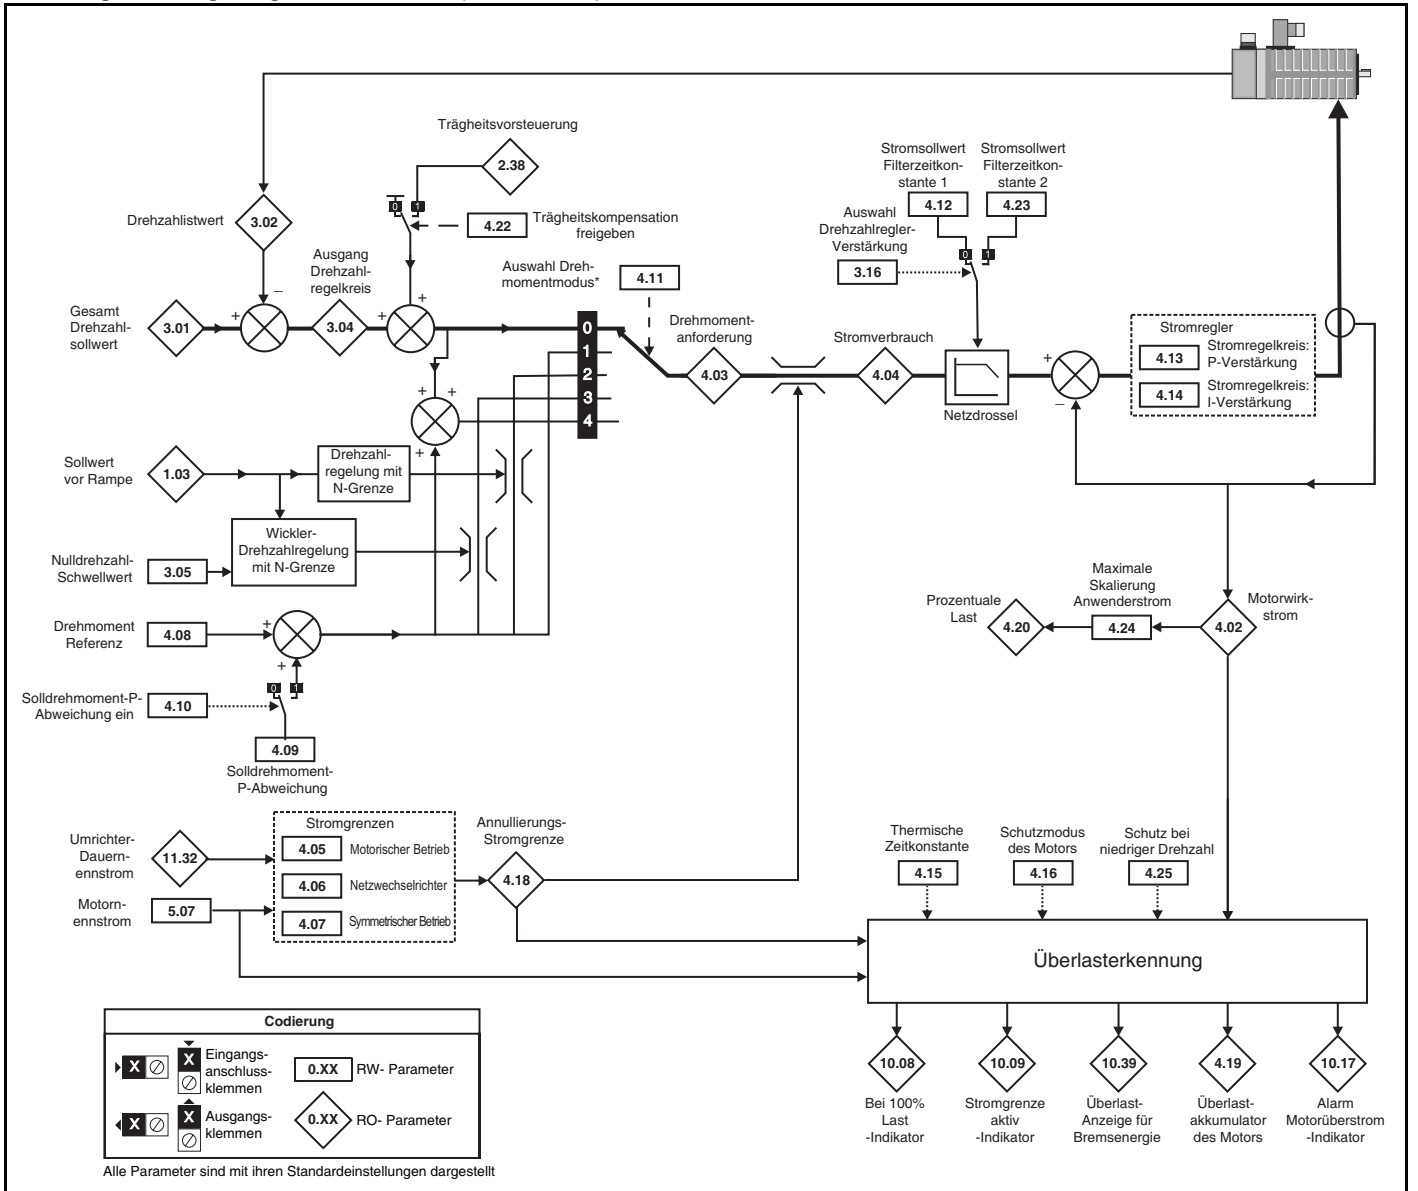 Trägheitsvorsteuerung
2.38
Stromsollwert
Filterzeitkon-
stante 1
Stromsollwert
Filterzeitkon-
stante 2
4.12
4.23
Drehzahlistwert
3.02
0
1
4.22
Trägheitskompensation
freigeben
Auswahl
Drehzahlregler-
Verstärkung
3.16
0
1
Ausgang
Drehzahl-
regelkreis
Auswahl Dreh-
momentmodus*
4.11
Gesamt
Drehzahl-
sollwert
3.01
+
–
3.04
+
+
0
1
2
3
4
Drehmoment-
anforderung
4.03
Stromverbrauch
4.04
Netzdrossel
+
–
Stromregler
4.13
Stromregelkreis:
P-Verstärkung
4.14
Stromregelkreis:
I-Verstärkung
+
+
+
Sollwert
vor Rampe
1.03
Drehzahl-
regelung mit
N-Grenze
Wickler-
Drehzahlregelung
mit N-Grenze
Nulldrehzahl-
Schwellwert
3.05
Drehmoment
Referenz
4.08
+
+
0
1
Solldrehmoment-P-
Abweichung ein
4.10
4.09
Solldrehmoment-
P-Abweichung
Prozentuale
Last
4.20
Maximale
Skalierung
Anwenderstrom
4.24
4.02
Motorwirk-
strom
Umrichter-
Dauern-
ennstrom
11.32
Motorn-
ennstrom
5.07
Stromgrenzen
4.05
Motorischer Betrieb
4.06
Netzwechselrichter
4.07
Symmetrischer Betrieb
Annullierungs-
Stromgrenze
4.18
Thermische
Zeitkonstante
4.15
Schutzmodus
des Motors
4.16
Schutz bei
niedriger Drehzahl
4.25
Überlasterkennung
10.08
Bei 100%
Last
-Indikator
10.09
Stromgrenze
aktiv
-Indikator
10.39
Überlast-
Anzeige für
Bremsenergie
4.19
Überlast-
akkumulator
des Motors
10.17
Alarm
Motorüberstrom
-Indikator
Codierung
X
X
Eingangs-
anschluss-
klemmen
0.XX
RW- Parameter
X
X
Ausgangs-
klemmen
0.XX
RO- Parameter
Alle Parameter sind mit ihren Standardeinstellungen dargestellt